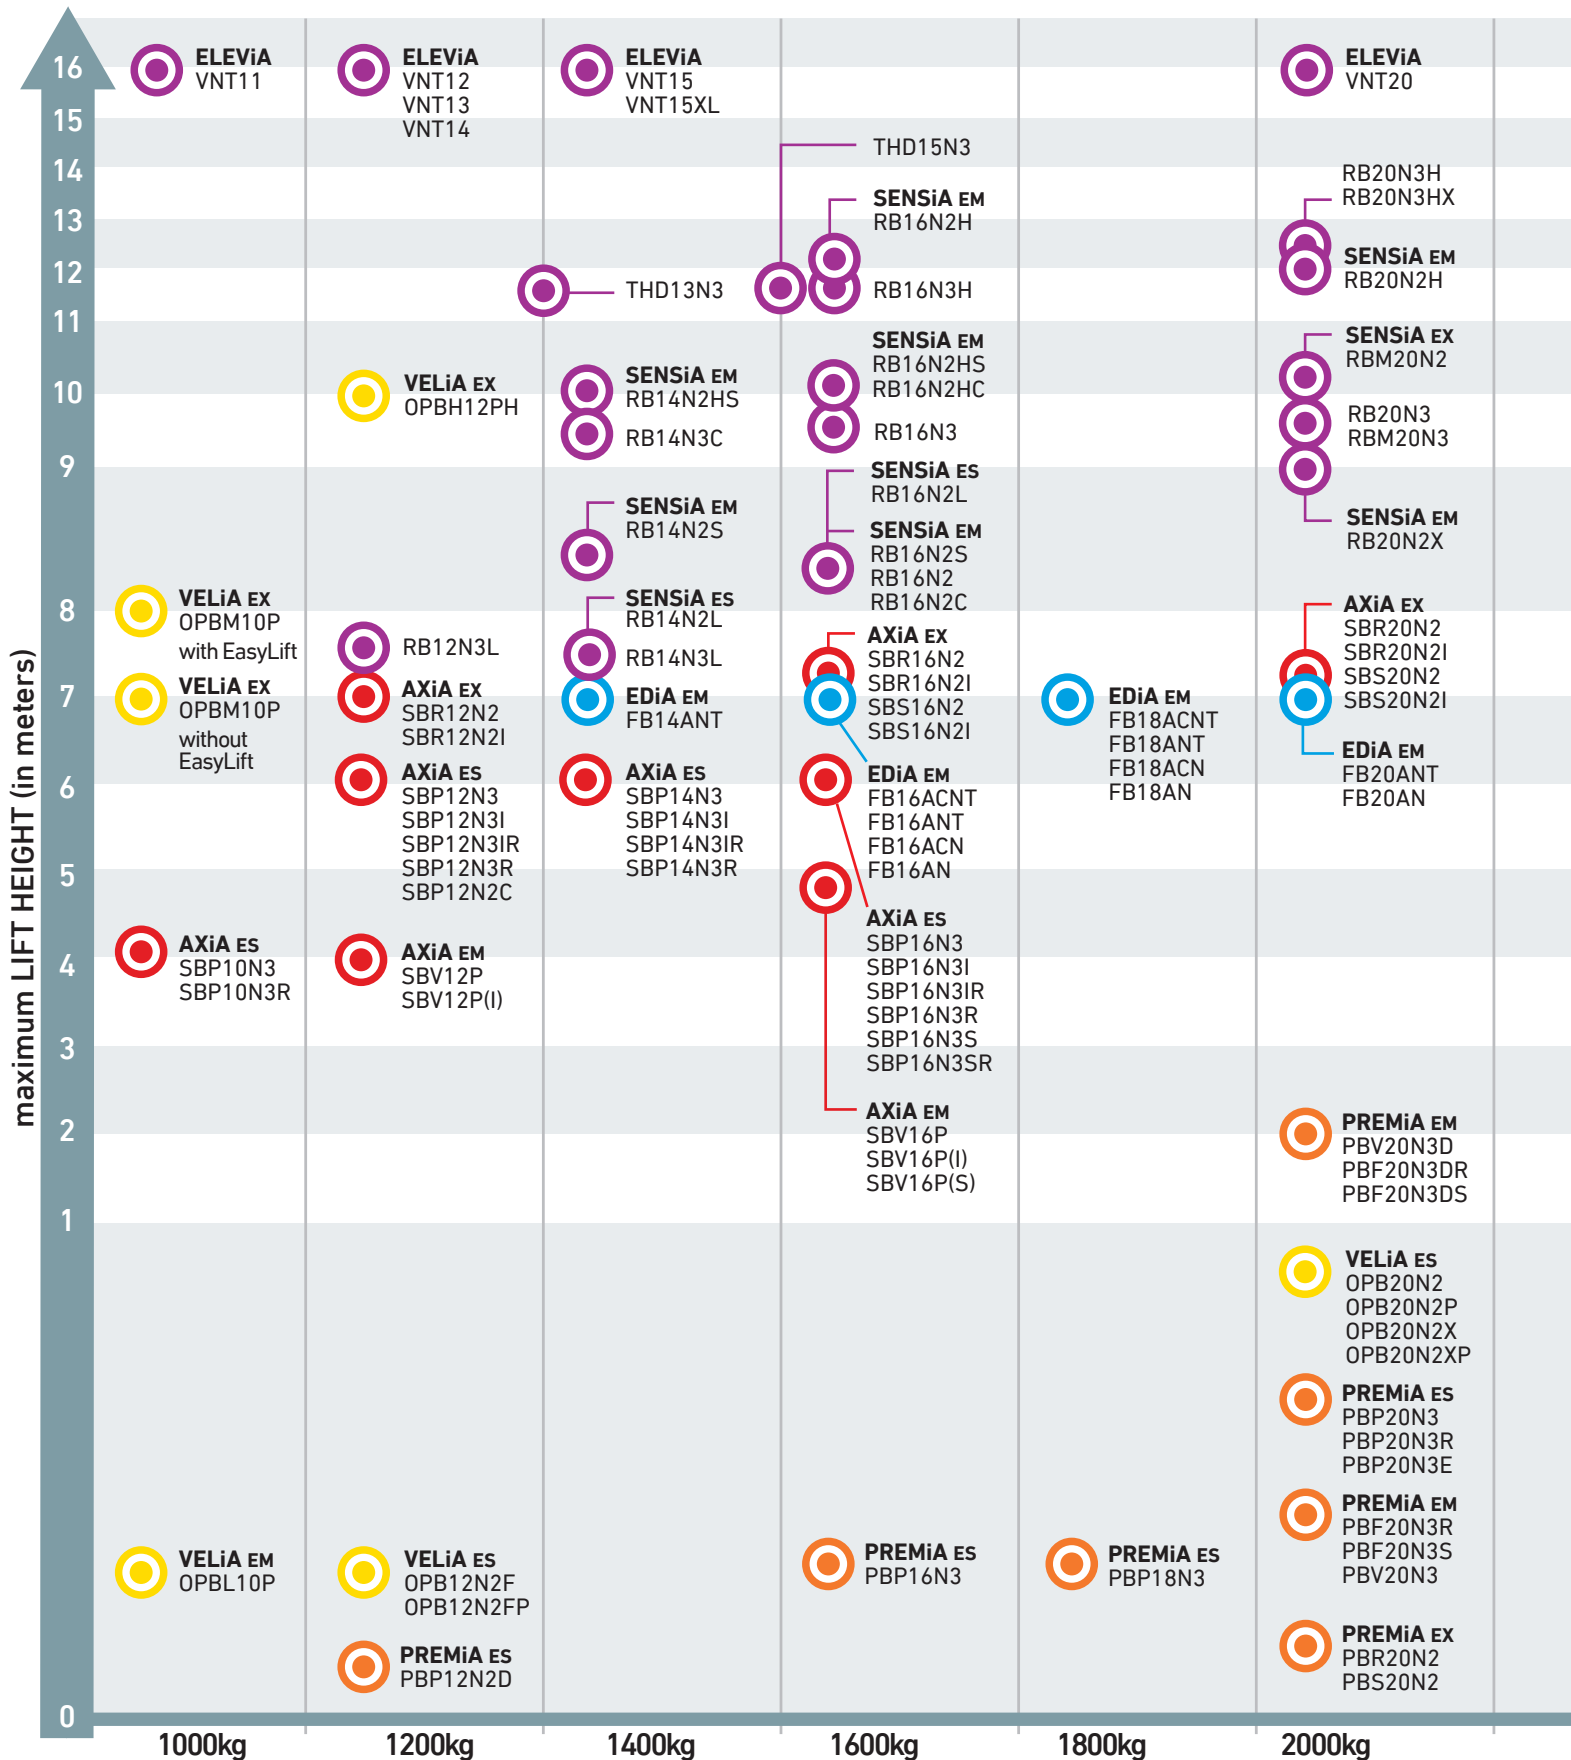 maximum LIFT HEIGHT (in meters)
16
15
14
13
12
11
10
9
8
7
6
5
4
3
2
1
0
ELEViA
VNT11
VELiA EX
OPBM10P
with EasyLift
VELiA EX
OPBM10P
without
EasyLift
AXiA ES
SBP10N3
SBP10N3R
VELiA EM
OPBL10P
ELEViA
VNT12
VNT13
VNT14
VELiA EX
OPBH12PH
RB12N3L
AXiA EX
SBR12N2
SBR12N2I
AXiA ES
SBP12N3
SBP12N3I
SBP12N3IR
SBP12N3R
SBP12N2C
AXiA EM
SBV12P
SBV12P(I)
VELiA ES
OPB12N2F
OPB12N2FP
PREMiA ES
PBP12N2D
ELEViA
VNT15
VNT15XL
THD13N3
SENSiA EM
RB14N2HS
RB14N3C
SENSiA EM
RB14N2S
SENSiA ES
RB14N2L
RB14N3L
EDiA EM
FB14ANT
AXiA ES
SBP14N3
SBP14N3I
SBP14N3IR
SBP14N3R
THD15N3
SENSiA EM
RB16N2H
RB16N3H
SENSiA EM
RB16N2HS
RB16N2HC
RB16N3
SENSiA ES
RB16N2L
SENSiA EM
RB16N2S
RB16N2
RB16N2C
AXiA EX
SBR16N2
SBR16N2I
SBS16N2
SBS16N2I
EDiA EM
FB16ACNT
FB16ANT
FB16ACN
FB16AN
AXiA ES
SBP16N3
SBP16N3I
SBP16N3IR
SBP16N3R
SBP16N3S
SBP16N3SR
AXiA EM
SBV16P
SBV16P(I)
SBV16P(S)
PREMiA ES
PBP16N3
EDiA EM
FB18ACNT
FB18ANT
FB18ACN
FB18AN
PREMiA ES
PBP18N3
ELEViA
VNT20
RB20N3H
RB20N3HX
SENSiA EM
RB20N2H
SENSiA EX
RBM20N2
RB20N3
RBM20N3
SENSiA EM
RB20N2X
AXiA EX
SBR20N2
SBR20N2I
SBS20N2
SBS20N2I
EDiA EM
FB20ANT
FB20AN
PREMiA EM
PBV20N3D
PBF20N3DR
PBF20N3DS
VELiA ES
OPB20N2
OPB20N2P
OPB20N2X
OPB20N2XP
PREMiA ES
PBP20N3
PBP20N3R
PBP20N3E
PREMiA EM
PBF20N3R
PBF20N3S
PBV20N3
PREMiA EX
PBR20N2
PBS20N2
1000kg
1200kg
1400kg
1600kg
1800kg
2000kg